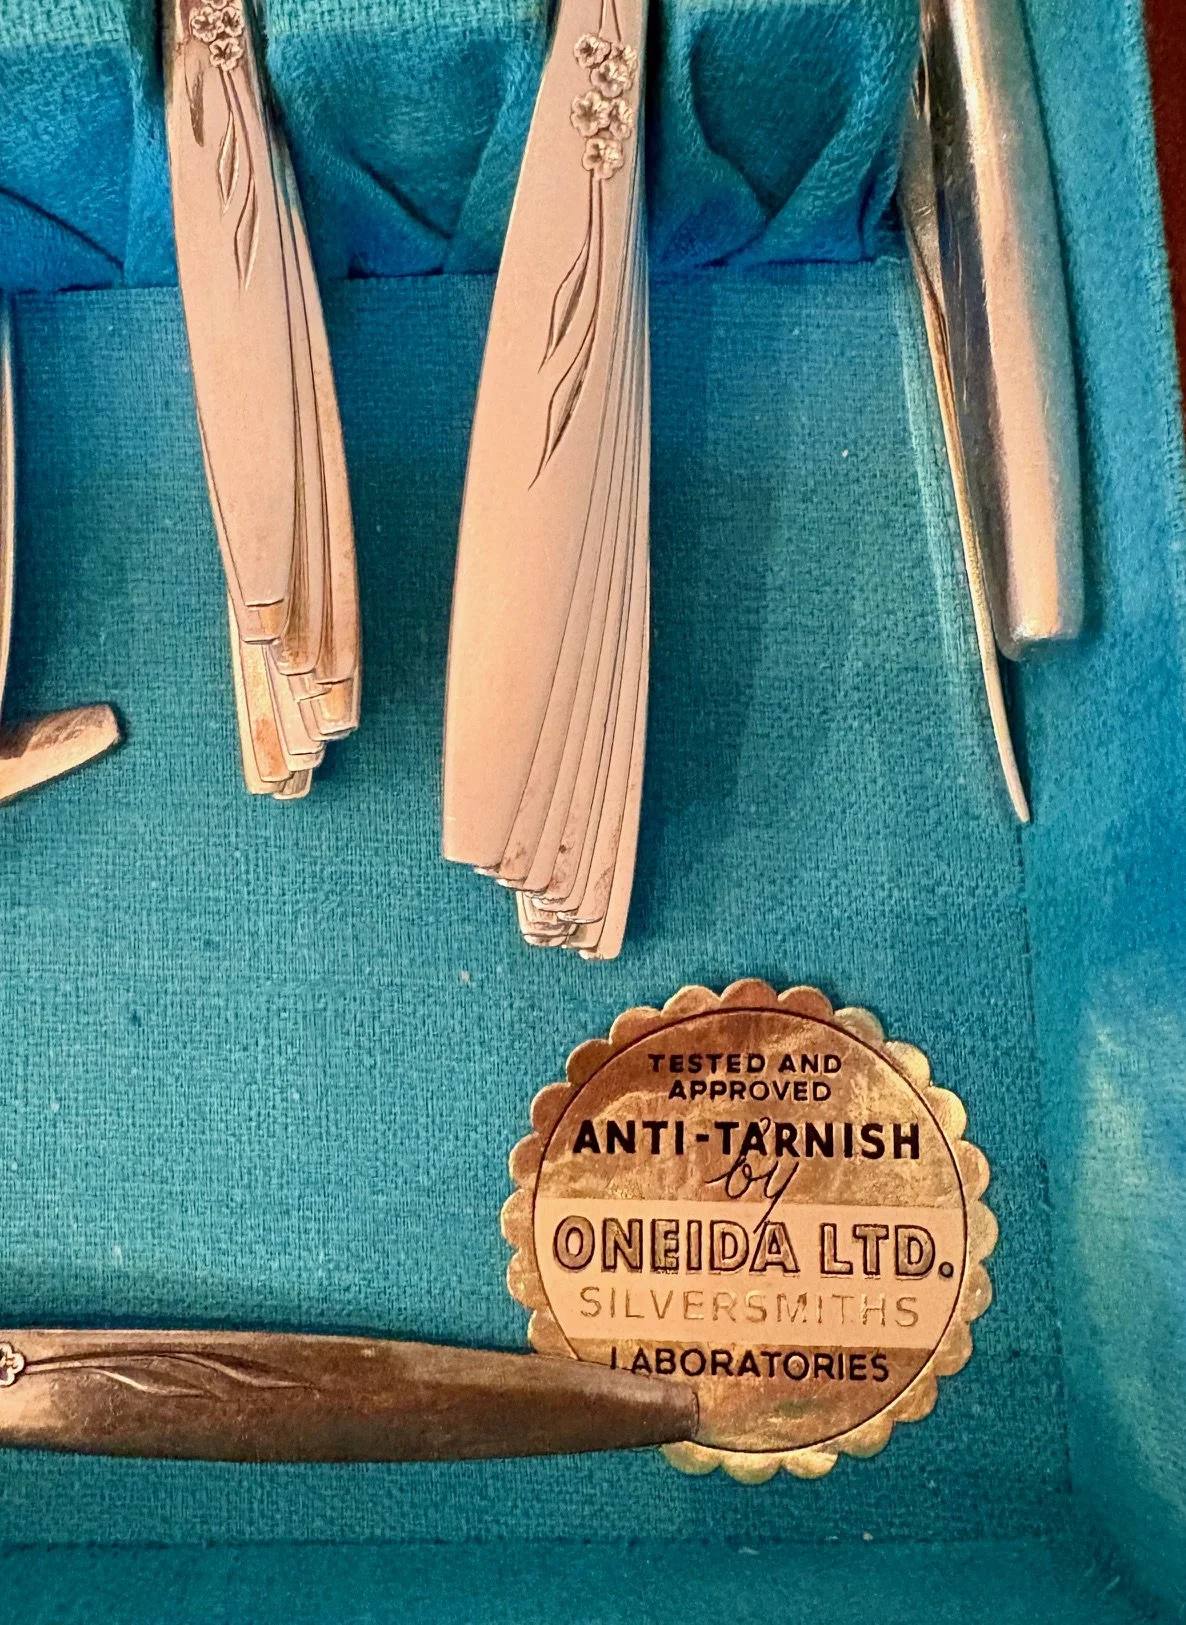 TESTED AND
APPROVED
ANTI-TARNISH
by
ONEIDA LTD.
SILVERSMITHS
LABORATORIES